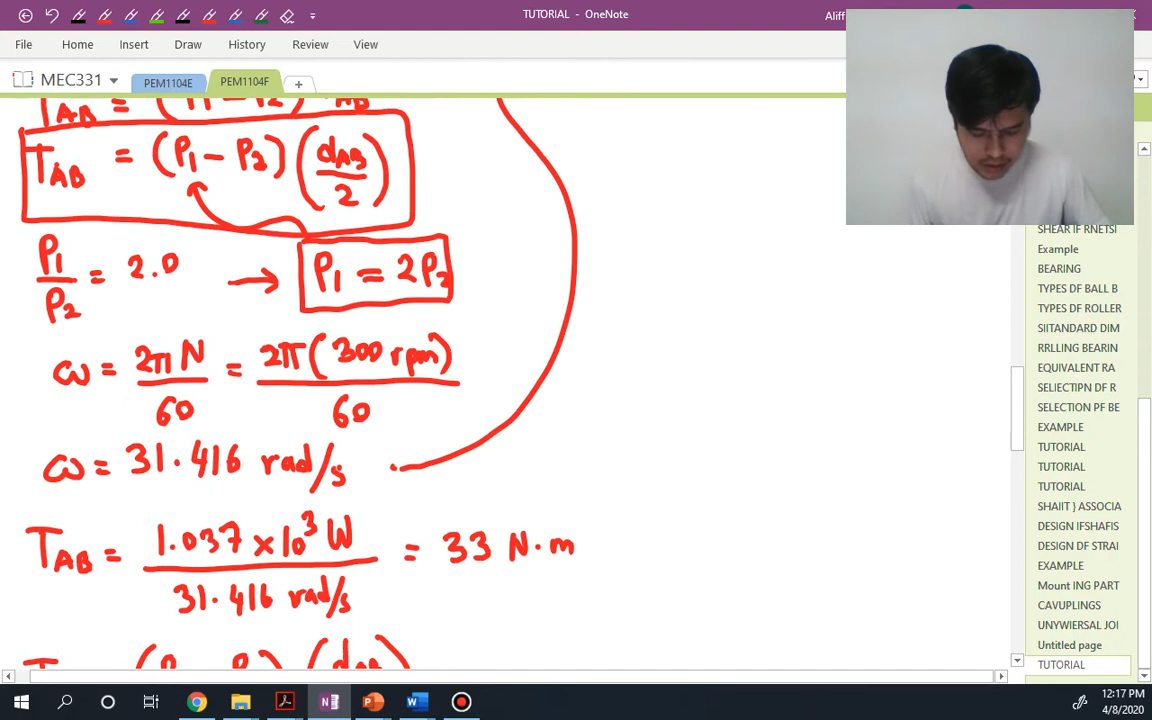 TUTORIAL - OneNote
Aliff
File Home Insert Draw History Review View
MEC331 PEM1104E PEM1104F +
T_AB = (P1 - P2) (d_AB/2)
P1/P2 = 2.0 → P1 = 2P2
ω = 2πN/60 = 2π(300 rpm)/60
ω = 31.416 rad/s
T_AB = 1.037 × 10³ W / 31.416 rad/s = 33 N·m
SHEAR IF RNETSI
Example
BEARING
TYPES DF BALL B
TYPES DF ROLLER
SIITANDARD DIM
RRLLING BEARIN
EQUIVALENT RA
SELIECTIPN DF R
SELECTION PF BE
EXAMPLE
TUTORIAL
TUTORIAL
TUTORIAL
SHAIIT } ASSOCIA
DESIGN IFSHAFIS
DESIGN DF STRAI
EXAMPLE
Mount ING PART
CAVUPLINGS
UNYWIERSAL JOI
Untitled page
TUTORIAL
12:17 PM
4/8/2020